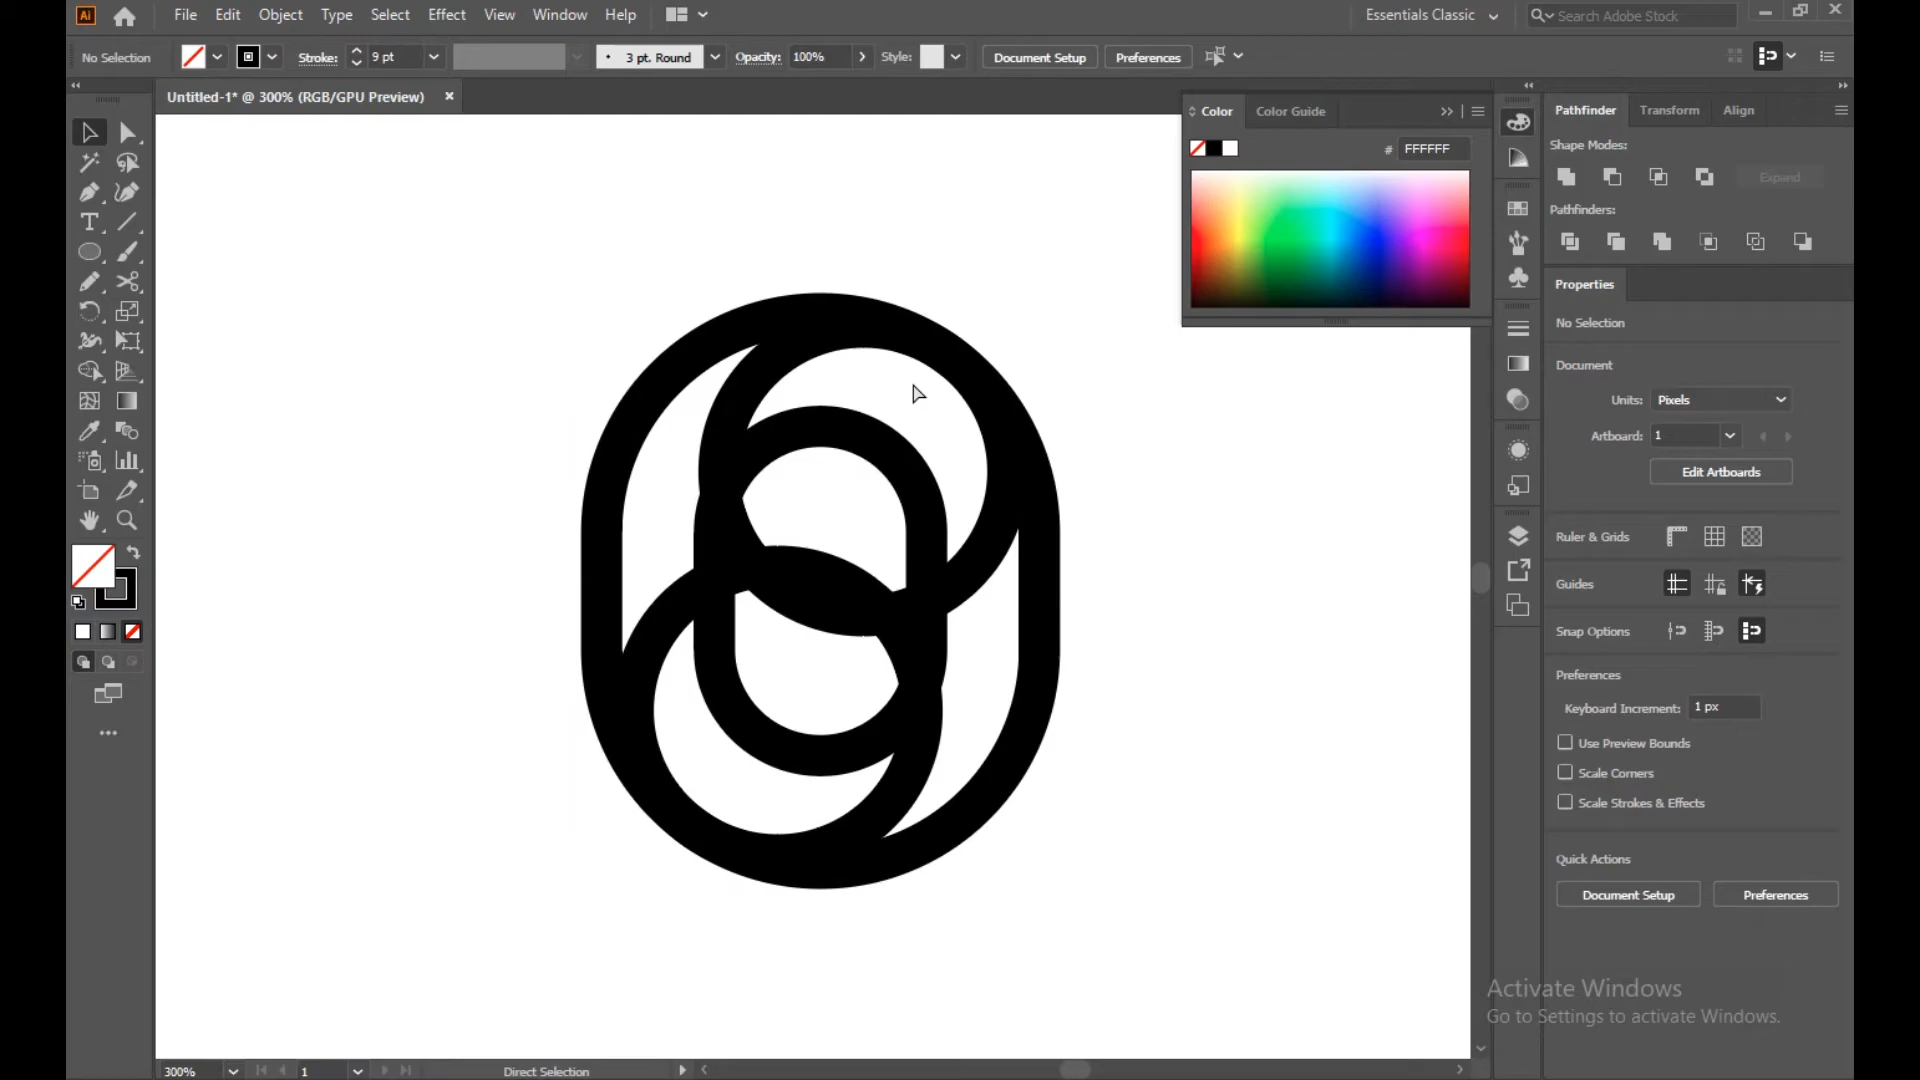 Ai
File Edit Object Type Select Effect View Window Help
Essentials Classic
Search Adobe Stock
No Selection
Stroke: 9 pt
3 pt. Round
Opacity: 100%
Style:
Document Setup
Preferences
Untitled-1* @ 300% (RGB/GPU Preview)
Color
Color Guide
# FFFFFF
Pathfinder Transform Align
Shape Modes:
Expand
Pathfinders:
Properties
No Selection
Document
Units: Pixels
Artboard: 1
Edit Artboards
Ruler & Grids
Guides
Snap Options
Preferences
Keyboard Increment: 1 px
Use Preview Bounds
Scale Corners
Scale Strokes & Effects
Quick Actions
Document Setup
Preferences
Activate Windows
Go to Settings to activate Windows.
300%
1
Direct Selection